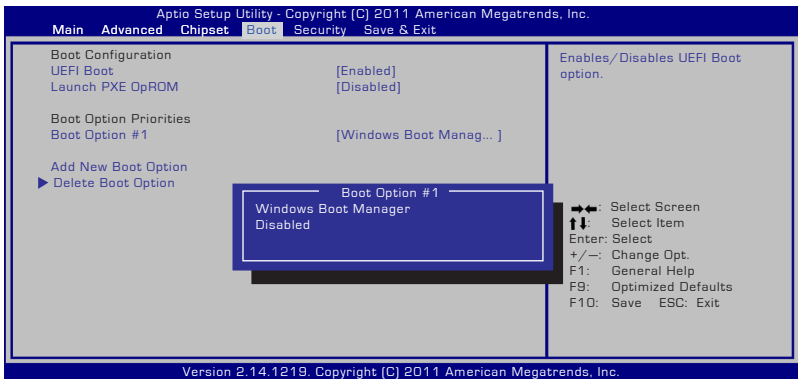 Aptio Setup Utility - Copyright (C) 2011 American Megatrends, Inc.
Main Advanced Chipset Boot Security Save & Exit
Boot Configuration
UEFI Boot [Enabled]
Launch PXE OpROM [Disabled]
Boot Option Priorities
Boot Option #1 [Windows Boot Manag... ]
Add New Boot Option
Delete Boot Option
Boot Option #1
Windows Boot Manager
Disabled
Enables/Disables UEFI Boot
option.
→←: Select Screen
↑↓: Select Item
Enter: Select
+/—: Change Opt.
F1: General Help
F9: Optimized Defaults
F10: Save ESC: Exit
Version 2.14.1219. Copyright (C) 2011 American Megatrends, Inc.